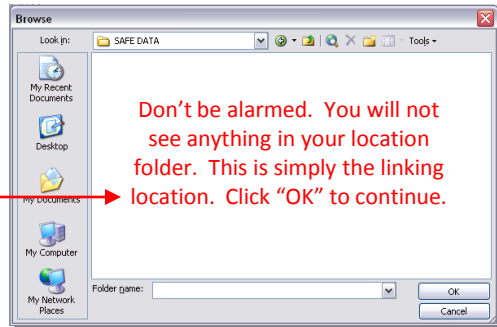 Browse
Look in: SAFE DATA Tools
My Recent
Documents
Desktop
My Documents
My Computer
My Network
Places
Don't be alarmed. You will not
see anything in your location
folder. This is simply the linking
location. Click “OK” to continue.
Folder name: OK
Cancel